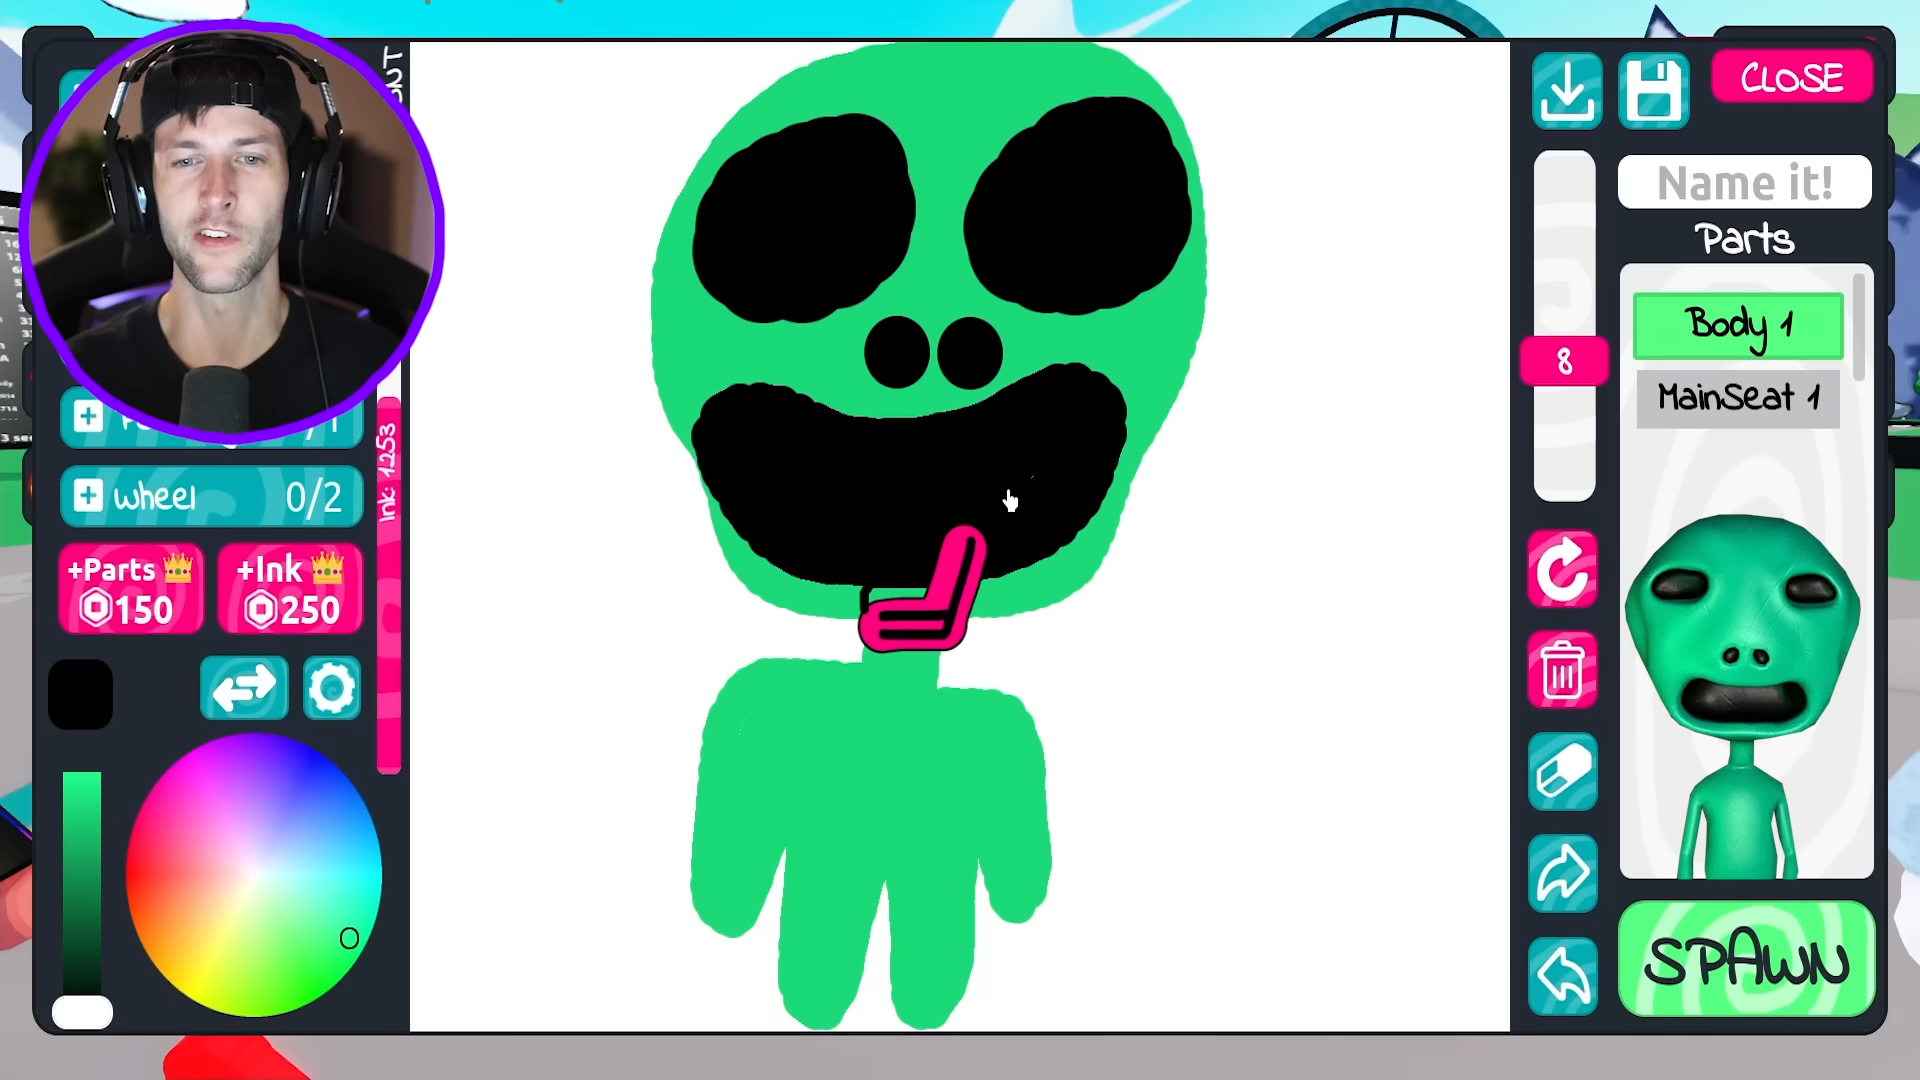 CLOSE
Name it!
Parts
Body 1
MainSeat 1
8
Ink: 1253
wheel 0/2
+Parts
150
+Ink
250
SPAWN